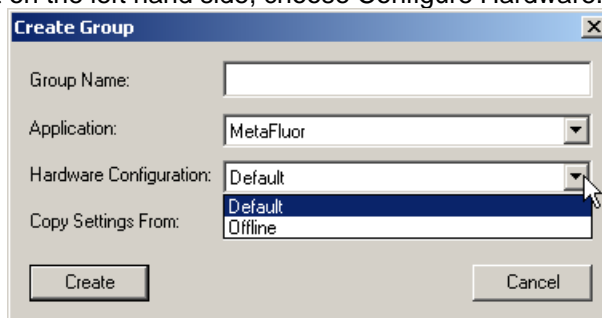 on the left hand side, choose Configure Hardware.
Create Group
Group Name:
Application: MetaFluor
Hardware Configuration: Default
Default
Copy Settings From: Offline
Create Cancel